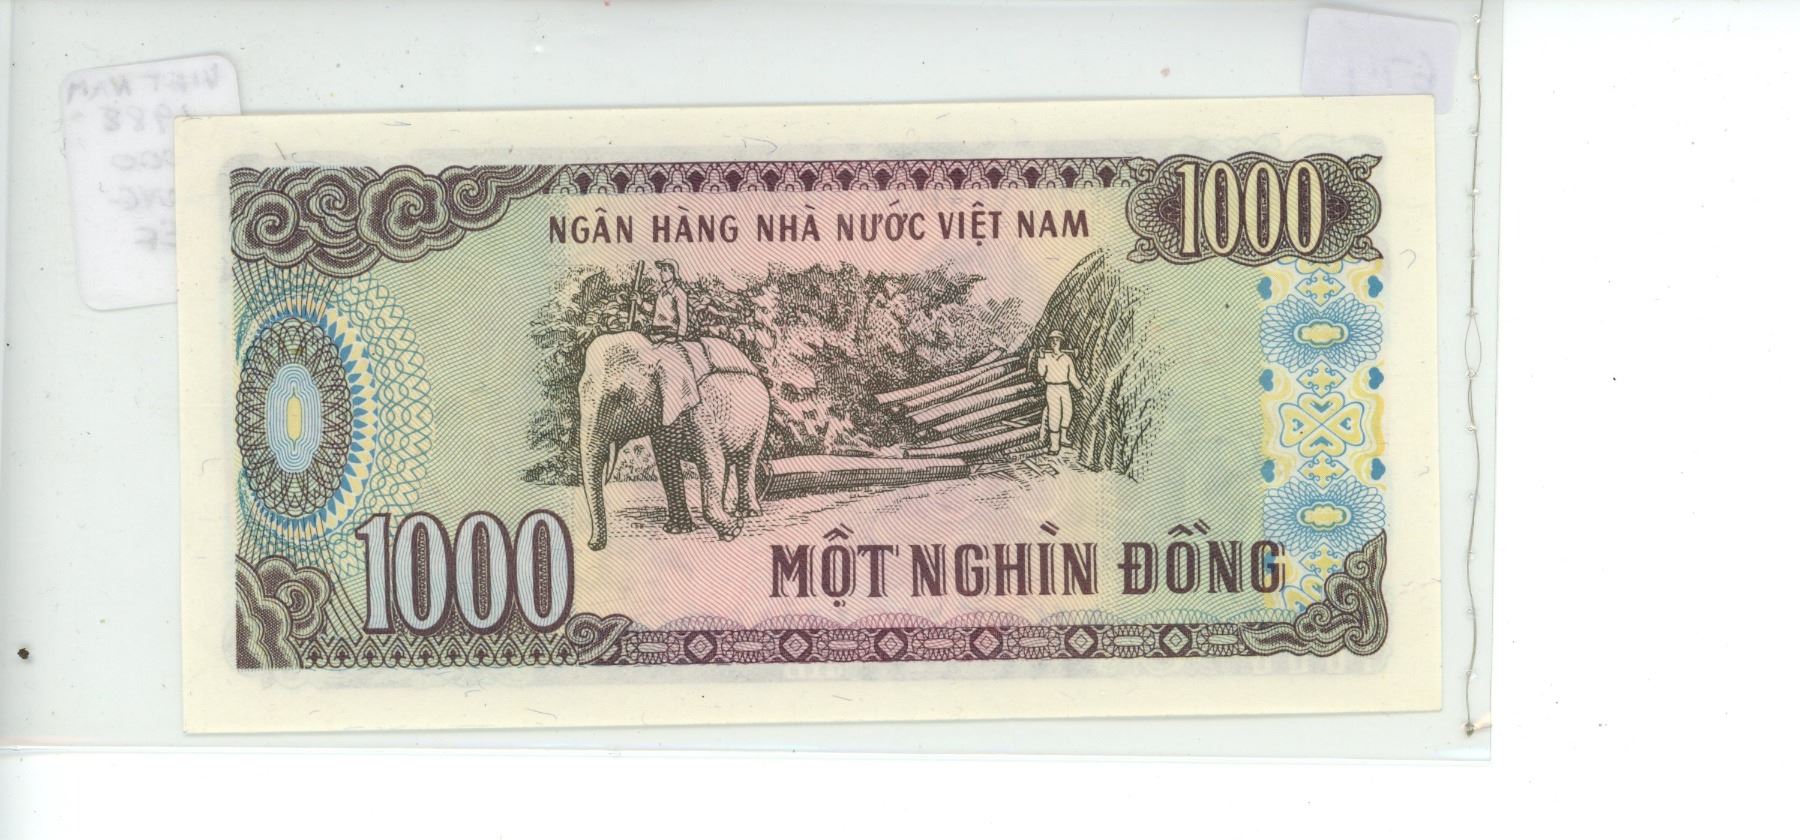 VIET NAM
1988
NGÂN HÀNG NHÀ NƯỚC VIỆT NAM
1000
1000
MỘT NGHÌN ĐỒNG